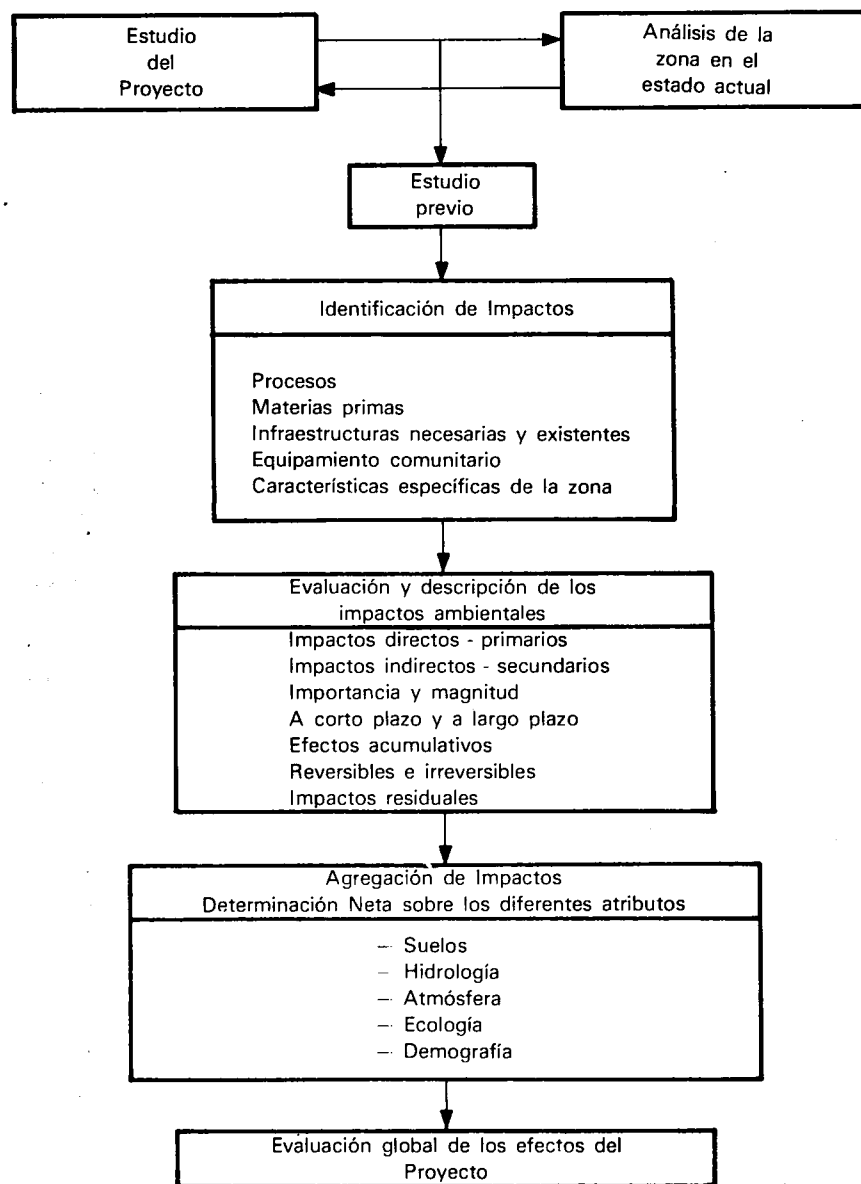 Estudio
del
Proyecto
Análisis de la
zona en el
estado actual
Estudio
previo
Identificación de Impactos
Procesos
Materias primas
Infraestructuras necesarias y existentes
Equipamiento comunitario
Características específicas de la zona
Evaluación y descripción de los
impactos ambientales
Impactos directos - primarios
Impactos indirectos - secundarios
Importancia y magnitud
A corto plazo y a largo plazo
Efectos acumulativos
Reversibles e irreversibles
Impactos residuales
Agregación de Impactos
Determinación Neta sobre los diferentes atributos
— Suelos
— Hidrología
— Atmósfera
— Ecología
— Demografía
Evaluación global de los efectos del
Proyecto